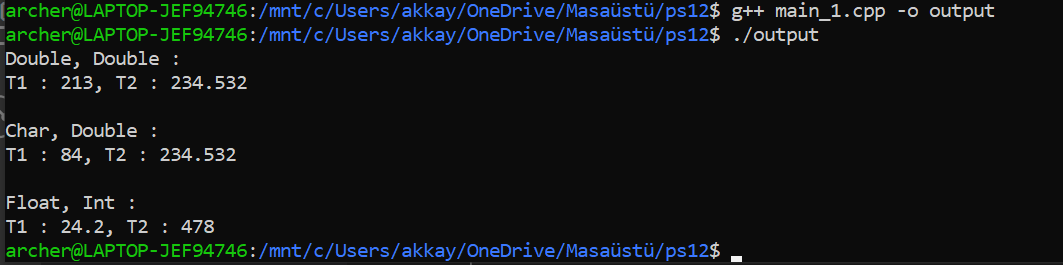 archer@LAPTOP-JEF94746:/mnt/c/Users/akkay/OneDrive/Masaüstü/ps12$ g++ main_1.cpp -o output
archer@LAPTOP-JEF94746:/mnt/c/Users/akkay/OneDrive/Masaüstü/ps12$ ./output
Double, Double :
T1 : 213, T2 : 234.532

Char, Double :
T1 : 84, T2 : 234.532

Float, Int :
T1 : 24.2, T2 : 478
archer@LAPTOP-JEF94746:/mnt/c/Users/akkay/OneDrive/Masaüstü/ps12$